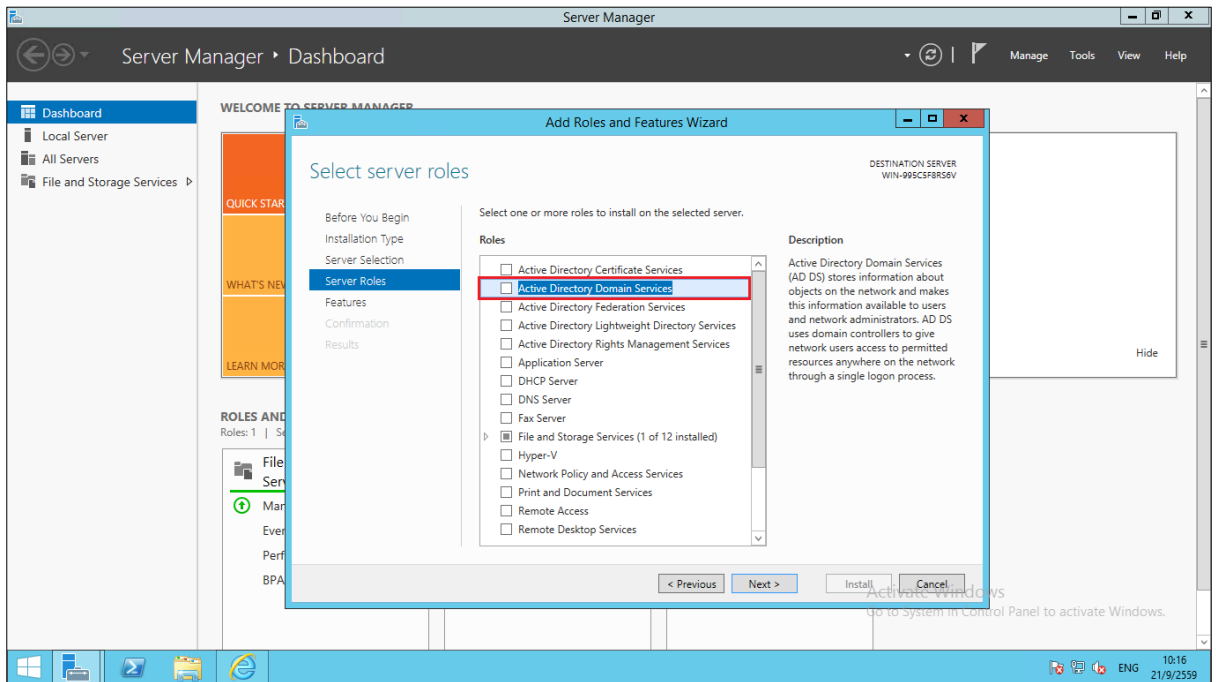 Server Manager
Server Manager • Dashboard
Manage Tools View Help
Dashboard
Local Server
All Servers
File and Storage Services
WELCOME TO SERVER MANAGER
QUICK STAR
WHAT'S NEW
LEARN MOR
Hide
ROLES AND
Roles: 1 | Se
File
Serv
Man
Even
Perf
BPA
Add Roles and Features Wizard
Select server roles
DESTINATION SERVER
WIN-995C5F8RS6V
Before You Begin
Installation Type
Server Selection
Server Roles
Features
Confirmation
Results
Select one or more roles to install on the selected server.
Roles
Active Directory Certificate Services
Active Directory Domain Services
Active Directory Federation Services
Active Directory Lightweight Directory Services
Active Directory Rights Management Services
Application Server
DHCP Server
DNS Server
Fax Server
File and Storage Services (1 of 12 installed)
Hyper-V
Network Policy and Access Services
Print and Document Services
Remote Access
Remote Desktop Services
Description
Active Directory Domain Services
(AD DS) stores information about
objects on the network and makes
this information available to users
and network administrators. AD DS
uses domain controllers to give
network users access to permitted
resources anywhere on the network
through a single logon process.
< Previous Next > Install Cancel
Activate Windows
Go to System in Control Panel to activate Windows.
ENG
10:16
21/9/2559